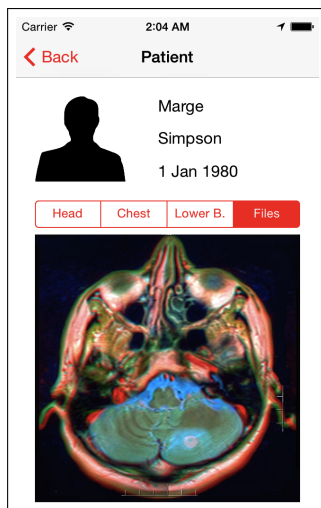 Carrier 2:04 AM
Back Patient
Marge
Simpson
1 Jan 1980
Head Chest Lower B. Files